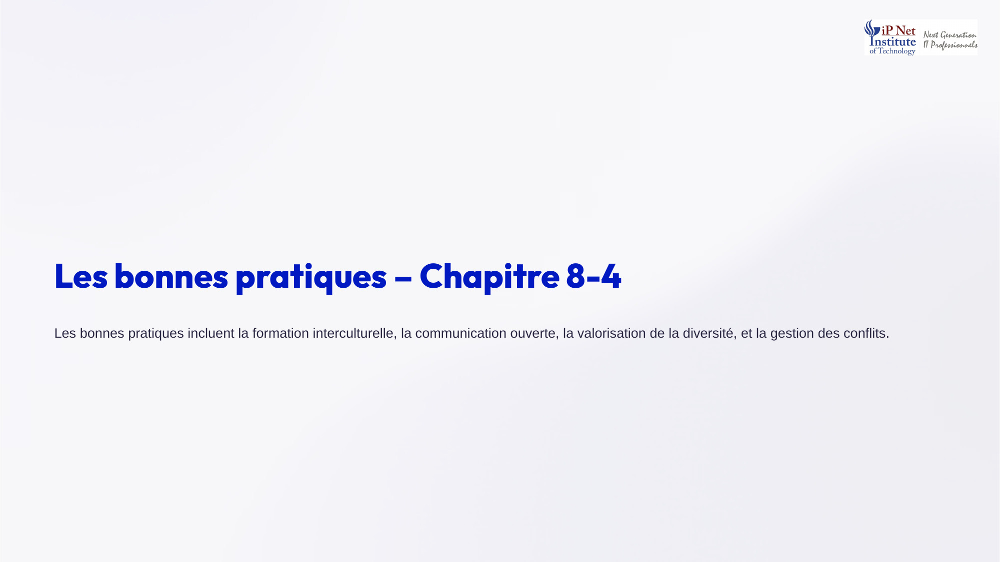 iP Net
Institute
of Technology
Next Generation
IT Professionnels
Les bonnes pratiques – Chapitre 8-4
Les bonnes pratiques incluent la formation interculturelle, la communication ouverte, la valorisation de la diversité, et la gestion des conflits.